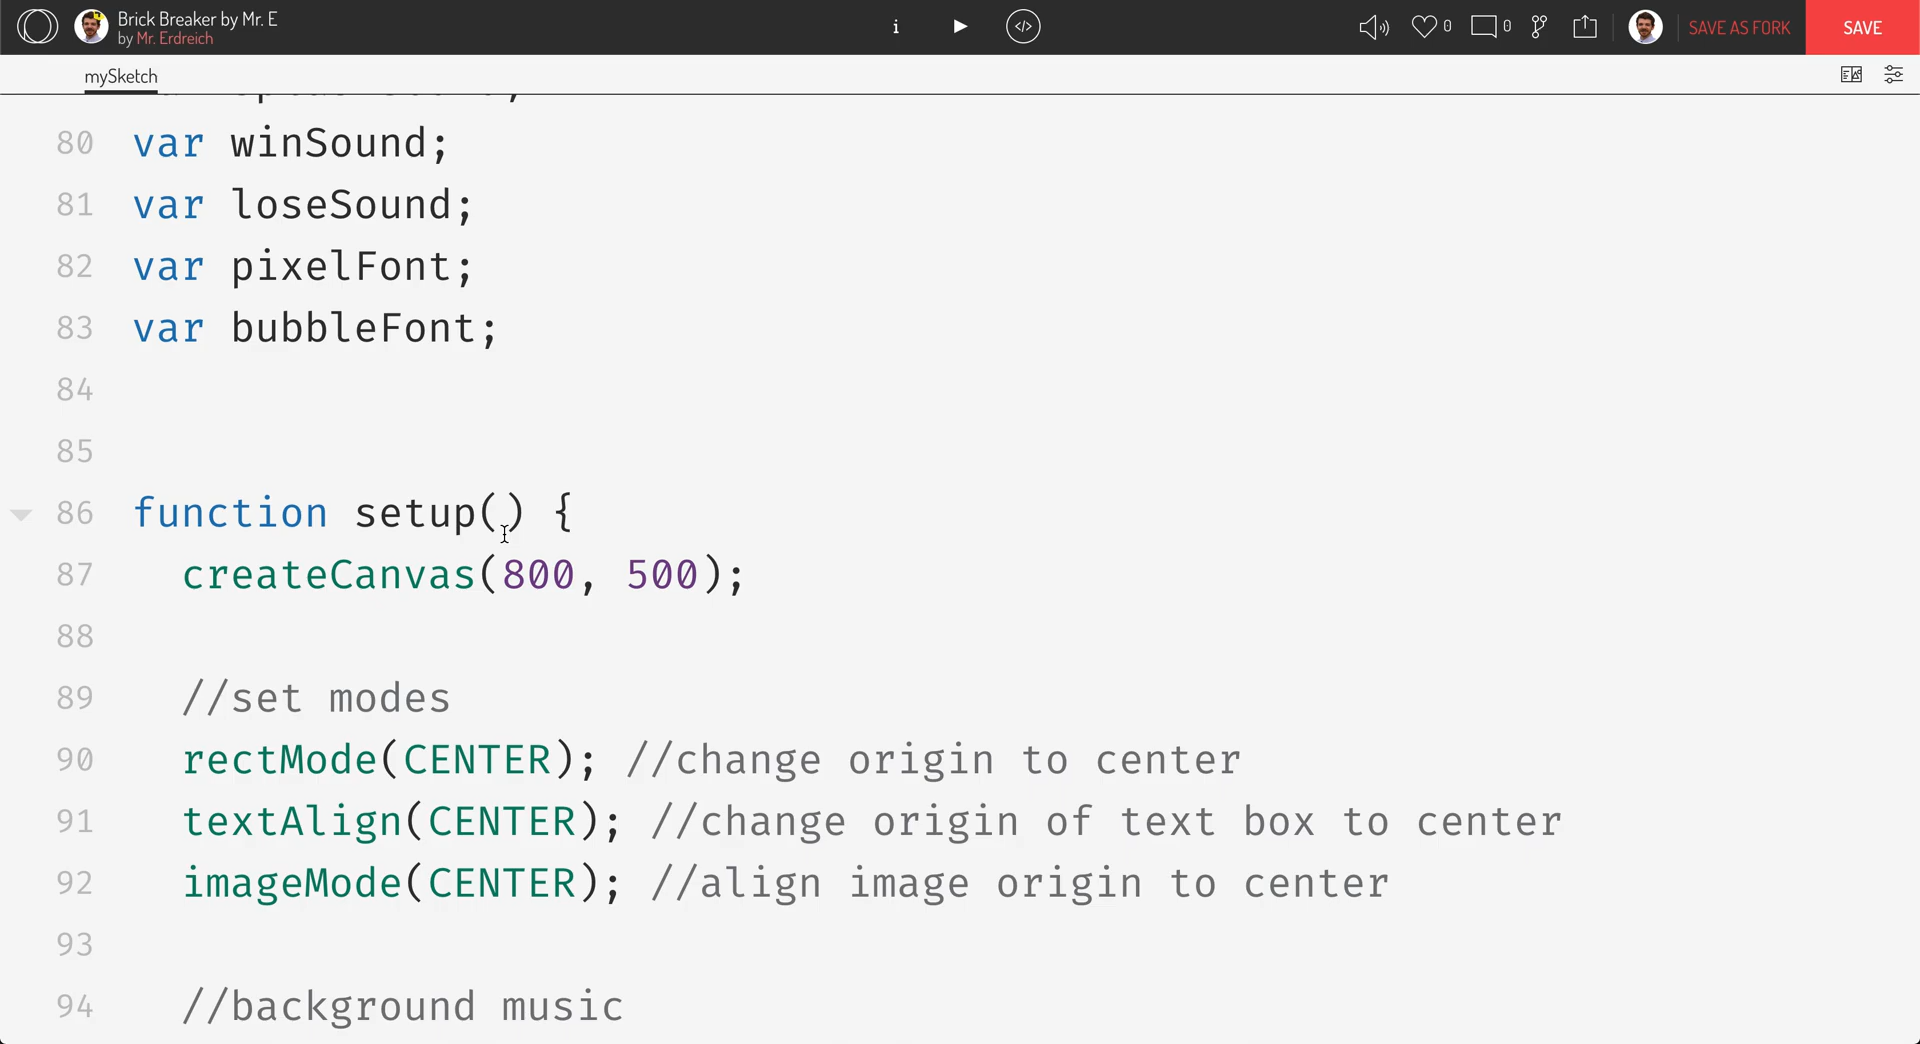 Brick Breaker by Mr. E
by Mr. Erdreich
i
</>
0
0
SAVE AS FORK
SAVE
mySketch
80 var winSound;
81 var loseSound;
82 var pixelFont;
83 var bubbleFont;
84
85
86 function setup() {
87 createCanvas(800, 500);
88
89 //set modes
90 rectMode(CENTER); //change origin to center
91 textAlign(CENTER); //change origin of text box to center
92 imageMode(CENTER); //align image origin to center
93
94 //background music